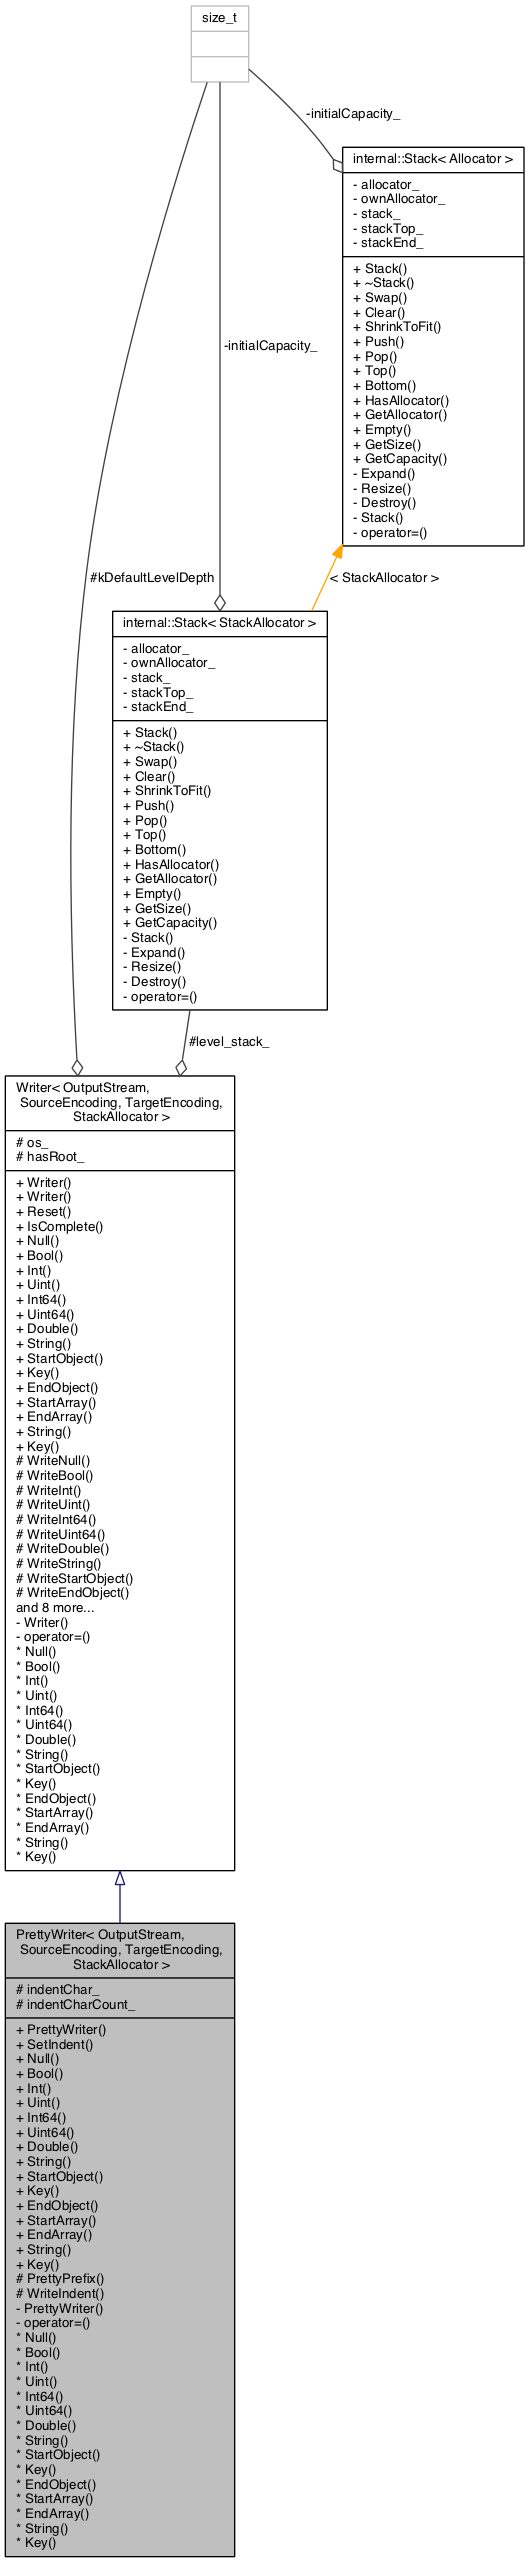 size_t
-initialCapacity_
internal::Stack< Allocator >
- allocator_
- ownAllocator_
- stack_
- stackTop_
- stackEnd_
+ Stack()
+ ~Stack()
+ Swap()
+ Clear()
+ ShrinkToFit()
+ Push()
+ Pop()
+ Top()
+ Bottom()
+ HasAllocator()
+ GetAllocator()
+ Empty()
+ GetSize()
+ GetCapacity()
- Expand()
- Resize()
- Destroy()
- Stack()
- operator=()
-initialCapacity_
#kDefaultLevelDepth
< StackAllocator >
internal::Stack< StackAllocator >
- allocator_
- ownAllocator_
- stack_
- stackTop_
- stackEnd_
+ Stack()
+ ~Stack()
+ Swap()
+ Clear()
+ ShrinkToFit()
+ Push()
+ Pop()
+ Top()
+ Bottom()
+ HasAllocator()
+ GetAllocator()
+ Empty()
+ GetSize()
+ GetCapacity()
- Stack()
- Expand()
- Resize()
- Destroy()
- operator=()
#level_stack_
Writer< OutputStream,
SourceEncoding, TargetEncoding,
StackAllocator >
# os_
# hasRoot_
+ Writer()
+ Writer()
+ Reset()
+ IsComplete()
+ Null()
+ Bool()
+ Int()
+ Uint()
+ Int64()
+ Uint64()
+ Double()
+ String()
+ StartObject()
+ Key()
+ EndObject()
+ StartArray()
+ EndArray()
+ String()
+ Key()
# WriteNull()
# WriteBool()
# WriteInt()
# WriteUint()
# WriteInt64()
# WriteUint64()
# WriteDouble()
# WriteString()
# WriteStartObject()
# WriteEndObject()
and 8 more...
- Writer()
- operator=()
* Null()
* Bool()
* Int()
* Uint()
* Int64()
* Uint64()
* Double()
* String()
* StartObject()
* Key()
* EndObject()
* StartArray()
* EndArray()
* String()
* Key()
PrettyWriter< OutputStream,
SourceEncoding, TargetEncoding,
StackAllocator >
# indentChar_
# indentCharCount_
+ PrettyWriter()
+ SetIndent()
+ Null()
+ Bool()
+ Int()
+ Uint()
+ Int64()
+ Uint64()
+ Double()
+ String()
+ StartObject()
+ Key()
+ EndObject()
+ StartArray()
+ EndArray()
+ String()
+ Key()
# PrettyPrefix()
# WriteIndent()
- PrettyWriter()
- operator=()
* Null()
* Bool()
* Int()
* Uint()
* Int64()
* Uint64()
* Double()
* String()
* StartObject()
* Key()
* EndObject()
* StartArray()
* EndArray()
* String()
* Key()